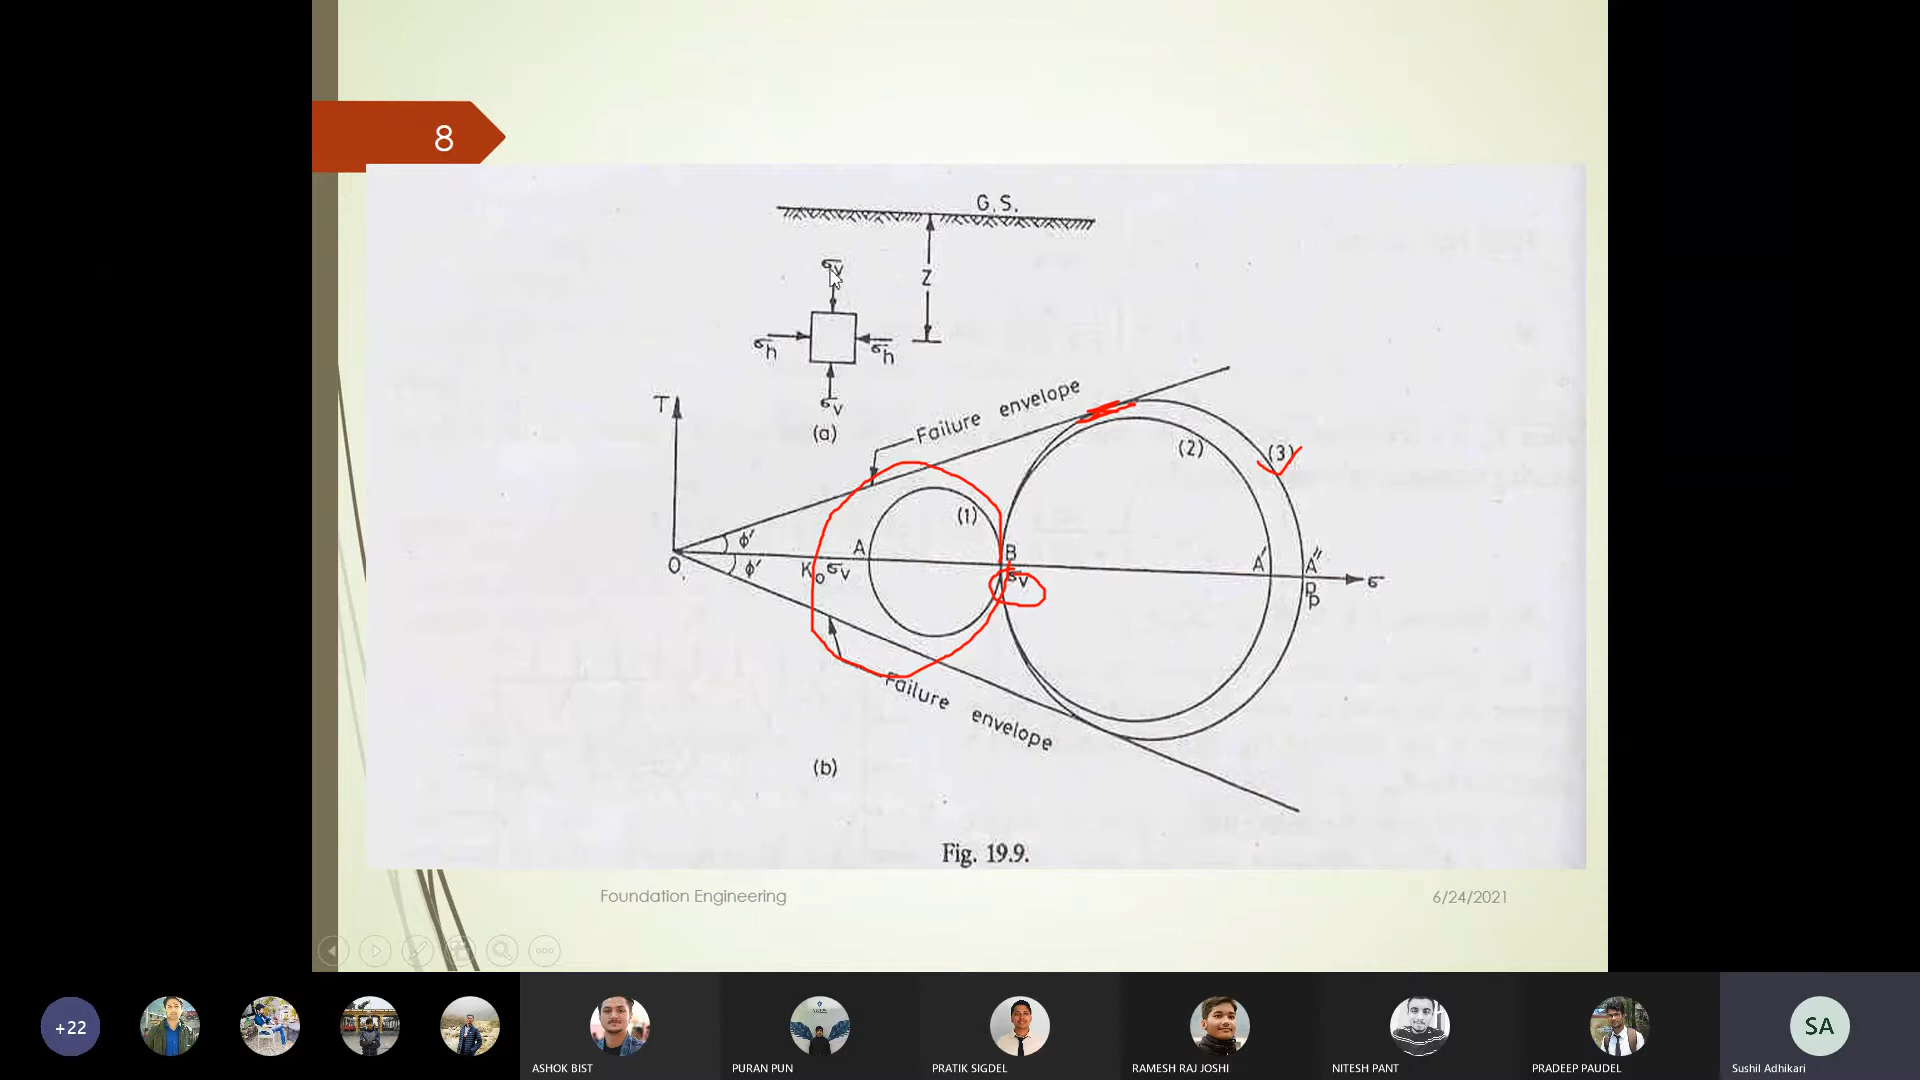 8
G.S.
σv
Z
σh
σh
σv
(a)
T
Failure envelope
(2)
(3)
(1)
ϕ'
A
B
A'
A"
O
ϕ'
K₀σv
σv
Pp
σ
Failure envelope
(b)
Fig. 19.9.
Foundation Engineering
6/24/2021
+22
SA
ASHOK BIST
PURAN PUN
PRATIK SIGDEL
RAMESH RAJ JOSHI
NITESH PANT
PRADEEP PAUDEL
Sushil Adhikari